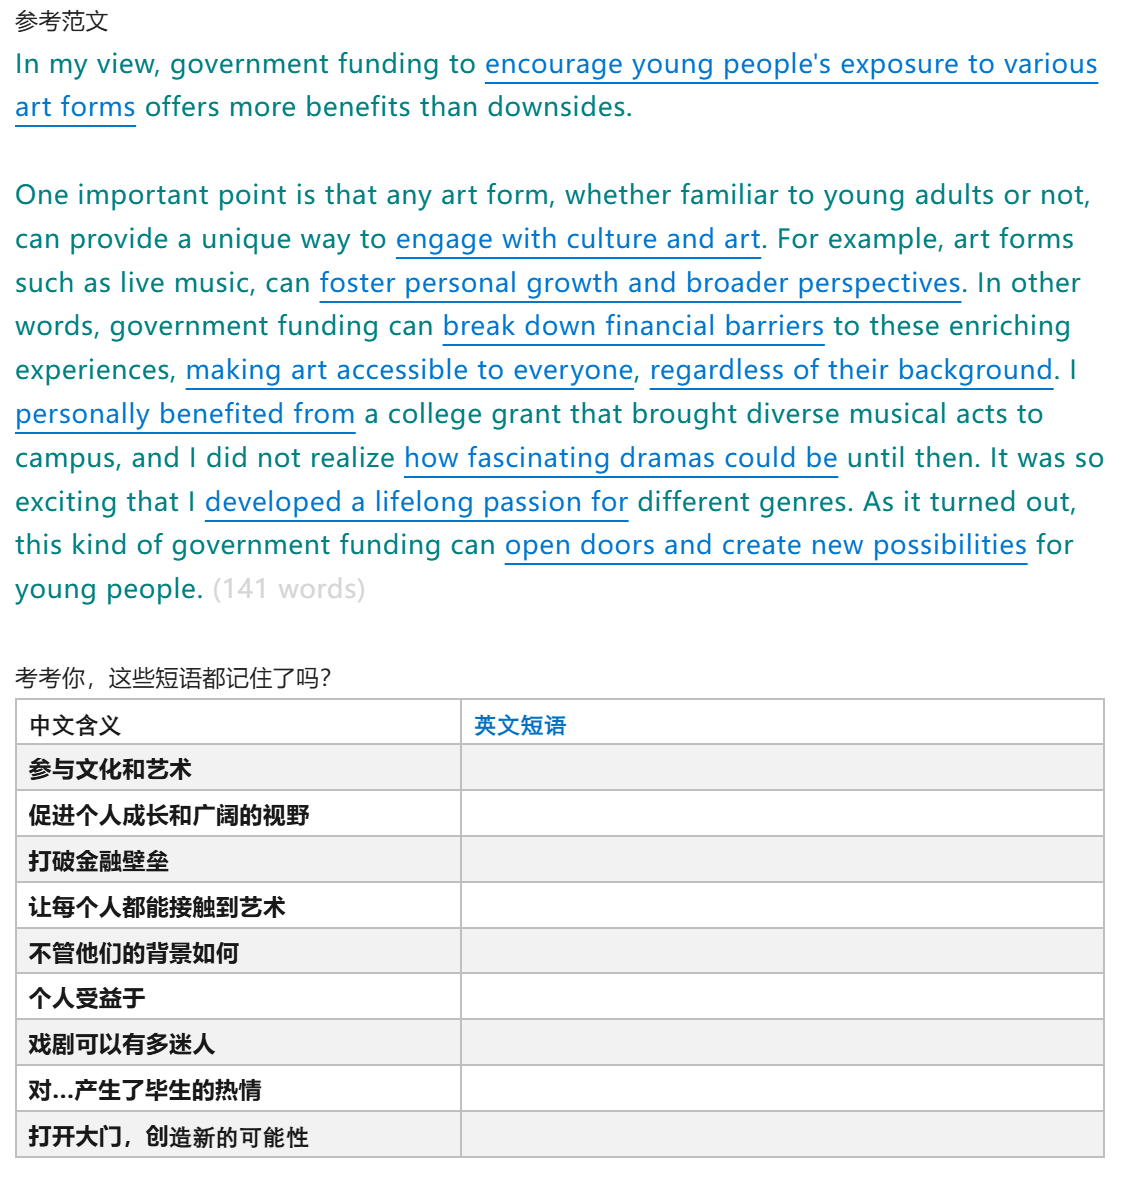 参考范文
In my view, government funding to encourage young people's exposure to various
art forms offers more benefits than downsides.
One important point is that any art form, whether familiar to young adults or not,
can provide a unique way to engage with culture and art. For example, art forms
such as live music, can foster personal growth and broader perspectives. In other
words, government funding can break down financial barriers to these enriching
experiences, making art accessible to everyone, regardless of their background. I
personally benefited from a college grant that brought diverse musical acts to
campus, and I did not realize how fascinating dramas could be until then. It was so
exciting that I developed a lifelong passion for different genres. As it turned out,
this kind of government funding can open doors and create new possibilities for
young people. (141 words)
考考你，这些短语都记住了吗？
中文含义 英文短语
参与文化和艺术
促进个人成长和广阔的视野
打破金融壁垒
让每个人都能接触到艺术
不管他们的背景如何
个人受益于
戏剧可以有多迷人
对…产生了毕生的热情
打开大门，创造新的可能性